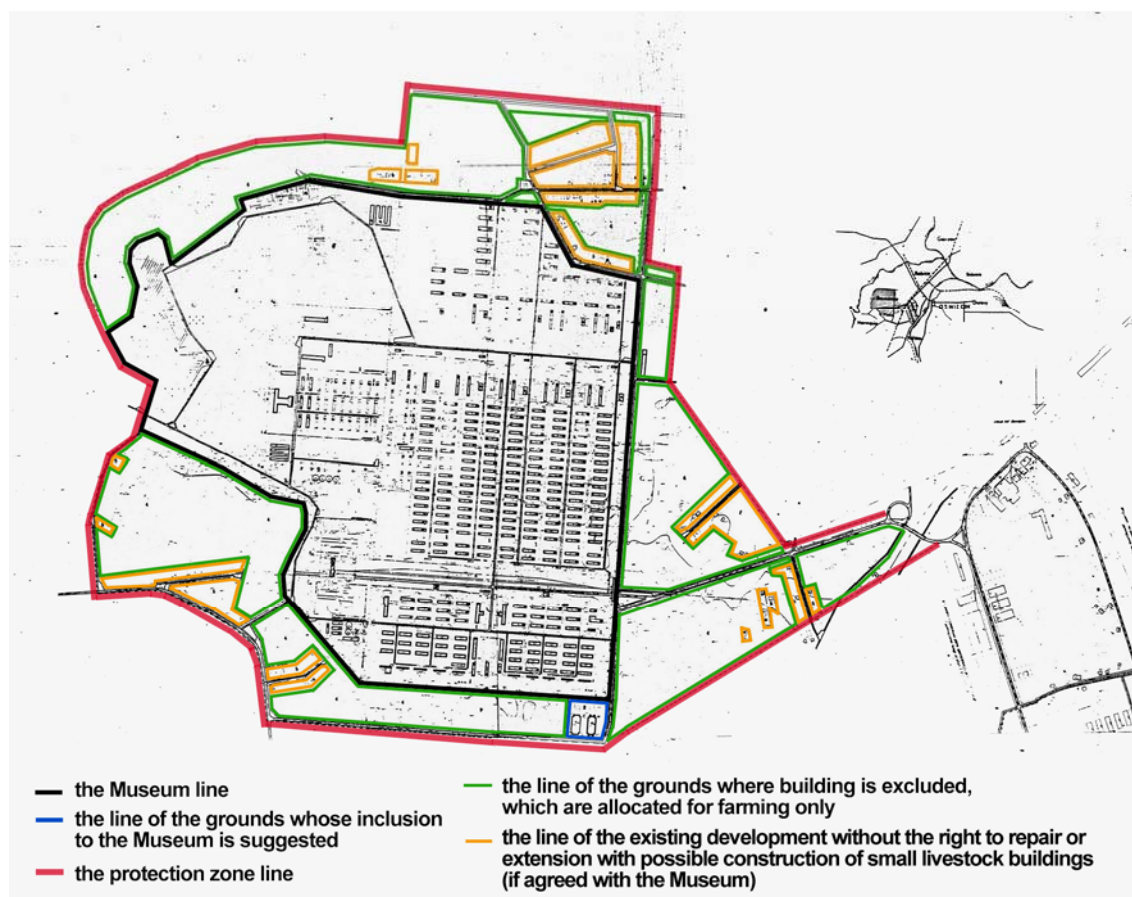 the Museum line
the line of the grounds whose inclusion
to the Museum is suggested
the protection zone line
the line of the grounds where building is excluded,
which are allocated for farming only
the line of the existing development without the right to repair or
extension with possible construction of small livestock buildings
(if agreed with the Museum)